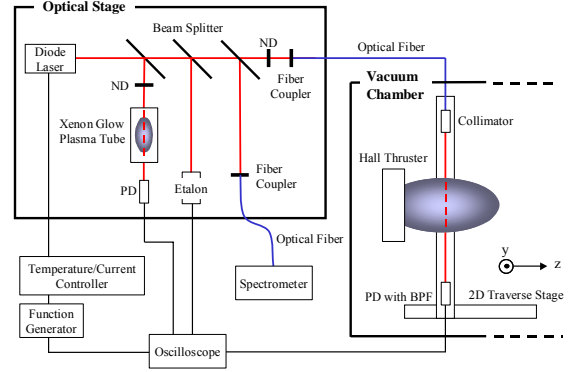 Optical Stage
Beam Splitter
ND
Optical Fiber
Diode
Laser
ND
Fiber
Coupler
Vacuum
Chamber
Xenon Glow
Plasma Tube
Collimator
Hall Thruster
Fiber
Coupler
PD
Etalon
Optical Fiber
y
z
Temperature/Current
Controller
Spectrometer
PD with BPF
2D Traverse Stage
Function
Generator
Oscilloscope